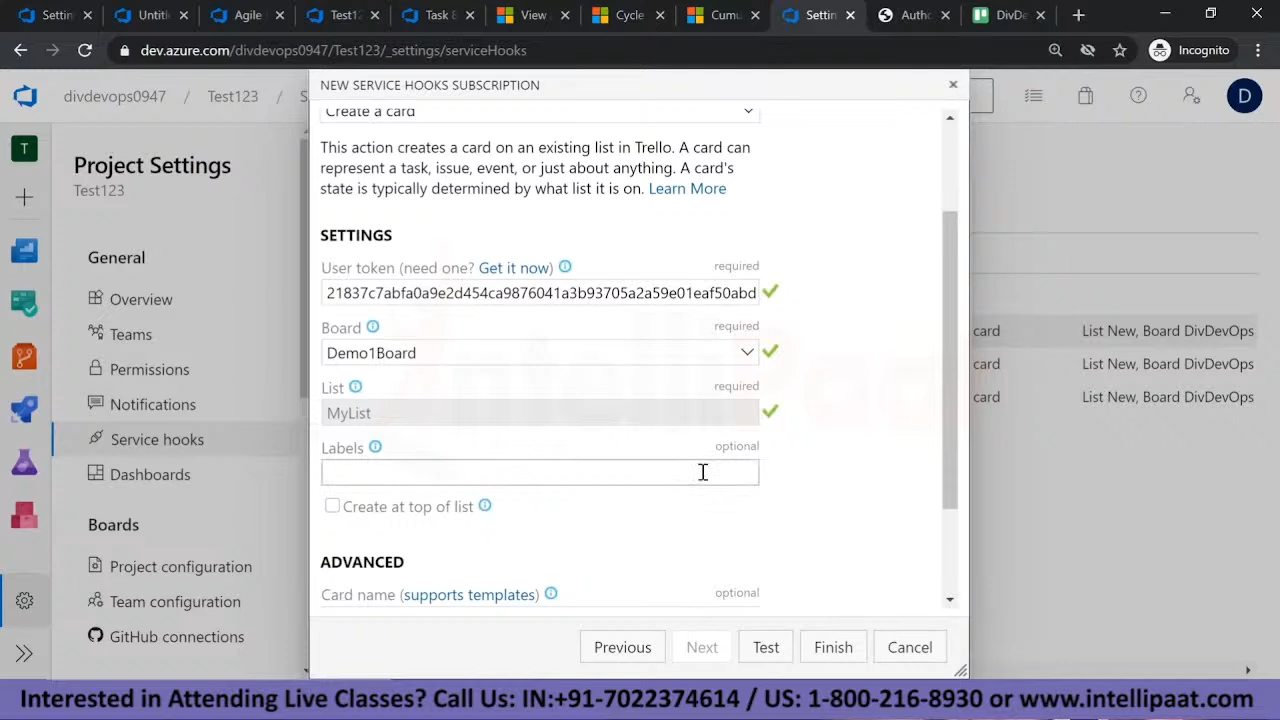 Settin
Untitl
Agile
Test12
Task B
View
Cycle
Cumu
Settin
Autho
DivDe
dev.azure.com/divdevops0947/Test123/_settings/serviceHooks
Incognito
divdevops0947 / Test123 / S
D
T
Project Settings
Test123
General
Overview
Teams
Permissions
Notifications
Service hooks
Dashboards
Boards
Project configuration
Team configuration
GitHub connections
NEW SERVICE HOOKS SUBSCRIPTION
Create a card
This action creates a card on an existing list in Trello. A card can
represent a task, issue, event, or just about anything. A card's
state is typically determined by what list it is on. Learn More
SETTINGS
User token (need one? Get it now) required
21837c7abfa0a9e2d454ca9876041a3b93705a2a59e01eaf50abd
Board required
Demo1Board
List required
MyList
Labels optional
Create at top of list
ADVANCED
Card name (supports templates) optional
Previous Next Test Finish Cancel
card List New, Board DivDevOps
card List New, Board DivDevOps
card List New, Board DivDevOps
IntelliPaat
Interested in Attending Live Classes? Call Us: IN:+91-7022374614 / US: 1-800-216-8930 or www.intellipaat.com